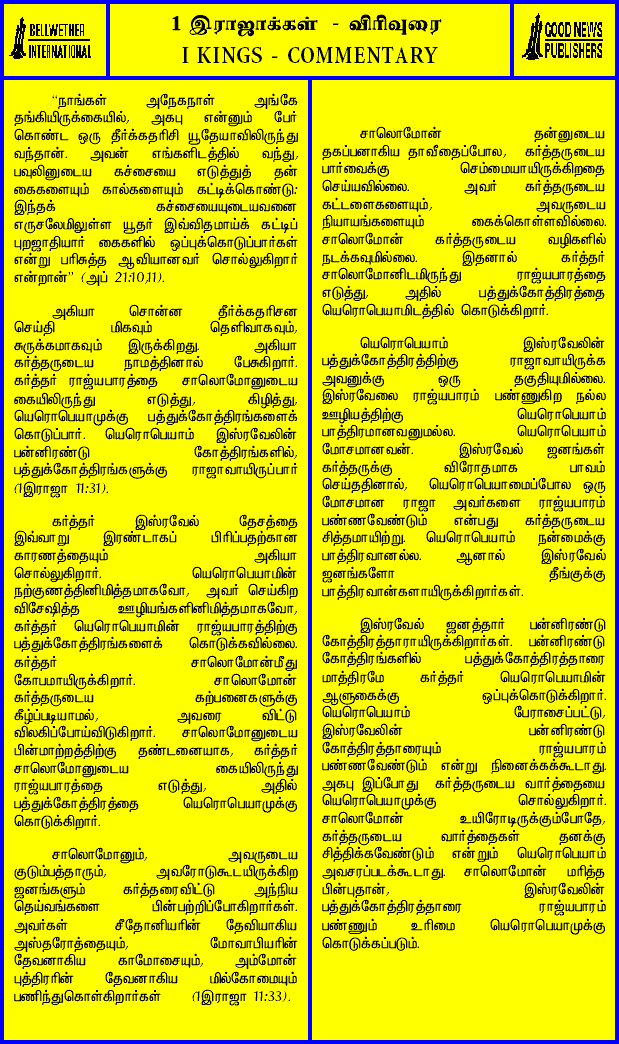 BELLWETHER
INTERNATIONAL
1 இராஜாக்கள் - விரிவுரை
I KINGS - COMMENTARY
GOOD NEWS
PUBLISHERS
“நாங்கள் அநேகநாள் அங்கே
தங்கியிருக்கையில், அகபு என்னும் பேர்
கொண்ட ஒரு தீர்க்கதரிசி யூதேயாவிலிருந்து
வந்தான். அவன் எங்களிடத்தில் வந்து,
பவுலினுடைய கச்சையை எடுத்துத் தன்
கைகளையும் கால்களையும் கட்டிக்கொண்டு:
இந்தக் கச்சையையுடையவனை
எருசலேமிலுள்ள யூதர் இவ்விதமாய்க் கட்டிப்
புறஜாதியார் கைகளில் ஒப்புக்கொடுப்பார்கள்
என்று பரிசுத்த ஆவியானவர் சொல்லுகிறார்
என்றான்” (அப் 21:10,11).
அகியா சொன்ன தீர்க்கதரிசன
செய்தி மிகவும் தெளிவாகவும்,
சுருக்கமாகவும் இருக்கிறது. அகியா
கர்த்தருடைய நாமத்தினால் பேசுகிறார்.
கர்த்தர் ராஜ்யபாரத்தை சாலொமோனுடைய
கையிலிருந்து எடுத்து, கிழித்து,
யெரொபெயாமுக்கு பத்துக்கோத்திரங்களைக்
கொடுப்பார். யெரொபெயாம் இஸ்ரவேலின்
பன்னிரண்டு கோத்திரங்களில்,
பத்துக்கோத்திரங்களுக்கு ராஜாவாயிருப்பார்
(1இராஜா 11:31).
கர்த்தர் இஸ்ரவேல் தேசத்தை
இவ்வாறு இரண்டாகப் பிரிப்பதற்கான
காரணத்தையும் அகியா
சொல்லுகிறார். யெரொபெயாமின்
நற்குணத்தினிமித்தமாகவோ, அவர் செய்கிற
விசேஷித்த ஊழியங்களினிமித்தமாகவோ,
கர்த்தர் யெரொபெயாமின் ராஜ்யபாரத்திற்கு
பத்துக்கோத்திரங்களைக் கொடுக்கவில்லை.
கர்த்தர் சாலொமோன்மீது
கோபமாயிருக்கிறார். சாலொமோன்
கர்த்தருடைய கற்பனைகளுக்கு
கீழ்ப்படியாமல், அவரை விட்டு
விலகிப்போய்விடுகிறார். சாலொமோனுடைய
பின்மாற்றத்திற்கு தண்டனையாக, கர்த்தர்
சாலொமோனுடைய கையிலிருந்து
ராஜ்யபாரத்தை எடுத்து, அதில்
பத்துக்கோத்திரத்தை யெரொபெயாமுக்கு
கொடுக்கிறார்.
சாலொமோனும், அவருடைய
குடும்பத்தாரும், அவரோடுகூடயிருக்கிற
ஜனங்களும் கர்த்தரைவிட்டு அந்நிய
தெய்வங்களை பின்பற்றிப்போகிறார்கள்.
அவர்கள் சீதோனியரின் தேவியாகிய
அஸ்தரோத்தையும், மோவாபியரின்
தேவனாகிய காமோசையும், அம்மோன்
புத்திரரின் தேவனாகிய மில்கோமையும்
பணிந்துகொள்கிறார்கள் (1இராஜா 11:33).
சாலொமோன் தன்னுடைய
தகப்பனாகிய தாவீதைப்போல, கர்த்தருடைய
பார்வைக்கு செம்மையாயிருக்கிறதை
செய்யவில்லை. அவர் கர்த்தருடைய
கட்டளைகளையும், அவருடைய
நியாயங்களையும் கைக்கொள்ளவில்லை.
சாலொமோன் கர்த்தருடைய வழிகளில்
நடக்கவுமில்லை. இதனால் கர்த்தர்
சாலொமோனிடமிருந்து ராஜ்யபாரத்தை
எடுத்து, அதில் பத்துக்கோத்திரத்தை
யெரொபெயாமிடத்தில் கொடுக்கிறார்.
யெரொபெயாம் இஸ்ரவேலின்
பத்துக்கோத்திரத்திற்கு ராஜாவாயிருக்க
அவனுக்கு ஒரு தகுதியுமில்லை.
இஸ்ரவேலை ராஜ்யபாரம் பண்ணுகிற நல்ல
ஊழியத்திற்கு யெரொபெயாம்
பாத்திரமானவனுமல்ல. யெரொபெயாம்
மோசமானவன். இஸ்ரவேல் ஜனங்கள்
கர்த்தருக்கு விரோதமாக பாவம்
செய்ததினால், யெரொபெயாமைப்போல ஒரு
மோசமான ராஜா அவர்களை ராஜ்யபாரம்
பண்ணவேண்டும் என்பது கர்த்தருடைய
சித்தமாயிற்று. யெரொபெயாம் நன்மைக்கு
பாத்திரவானல்ல. ஆனால் இஸ்ரவேல்
ஜனங்களோ தீங்குக்கு
பாத்திரவான்களாயிருக்கிறார்கள்.
இஸ்ரவேல் ஜனத்தார் பன்னிரண்டு
கோத்திரத்தாராயிருக்கிறார்கள். பன்னிரண்டு
கோத்திரங்களில் பத்துக்கோத்திரத்தாரை
மாத்திரமே கர்த்தர் யெரொபெயாமின்
ஆளுகைக்கு ஒப்புக்கொடுக்கிறார்.
யெரொபெயாம் பேராசைப்பட்டு,
இஸ்ரவேலின் பன்னிரண்டு
கோத்திரத்தாரையும் ராஜ்யபாரம்
பண்ணவேண்டும் என்று நினைக்கக்கூடாது.
அகபு இப்போது கர்த்தருடைய வார்த்தையை
யெரொபெயாமுக்கு சொல்லுகிறார்.
சாலொமோன் உயிரோடிருக்கும்போதே,
கர்த்தருடைய வார்த்தைகள் தனக்கு
சித்திக்கவேண்டும் என்றும் யெரொபெயாம்
அவசரப்படக்கூடாது. சாலொமோன் மரித்த
பின்புதான், இஸ்ரவேலின்
பத்துக்கோத்திரத்தாரை ராஜ்யபாரம்
பண்ணும் உரிமை யெரொபெயாமுக்கு
கொடுக்கப்படும்.